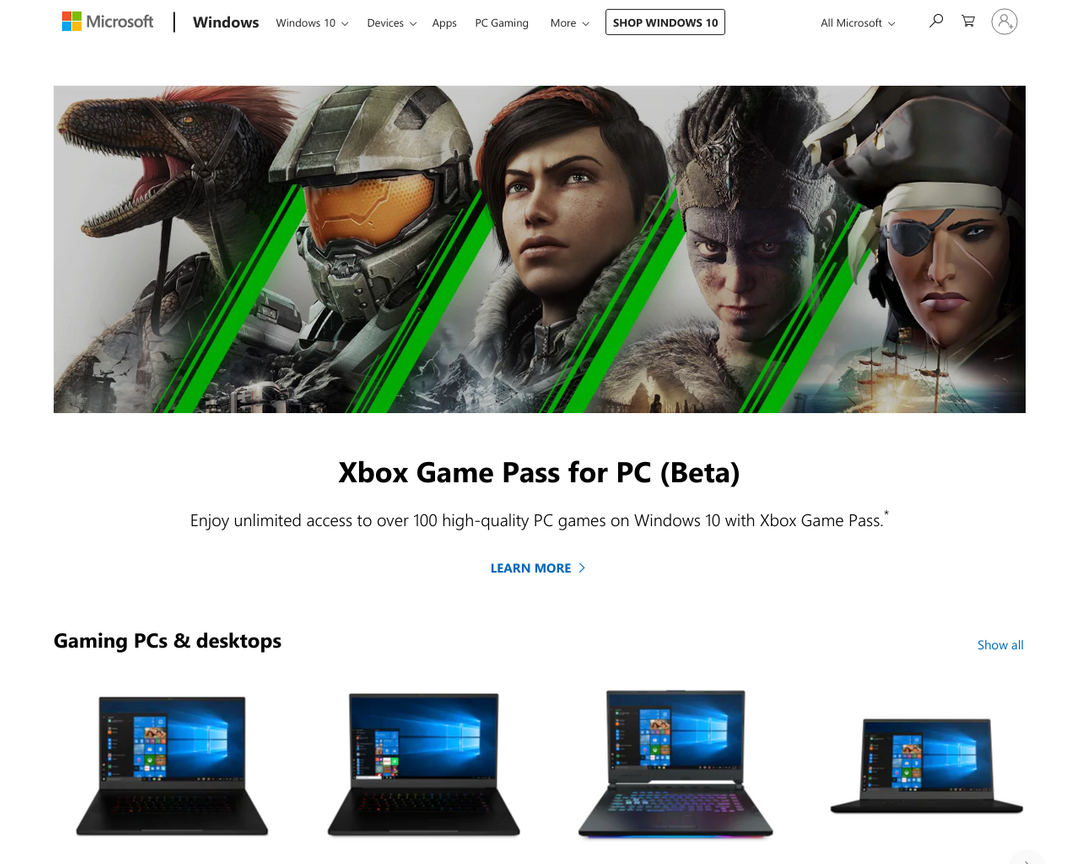 Microsoft
Windows
Windows 10
Devices
Apps
PC Gaming
More
SHOP WINDOWS 10
All Microsoft
Xbox Game Pass for PC (Beta)
Enjoy unlimited access to over 100 high-quality PC games on Windows 10 with Xbox Game Pass.*
LEARN MORE
Gaming PCs & desktops
Show all